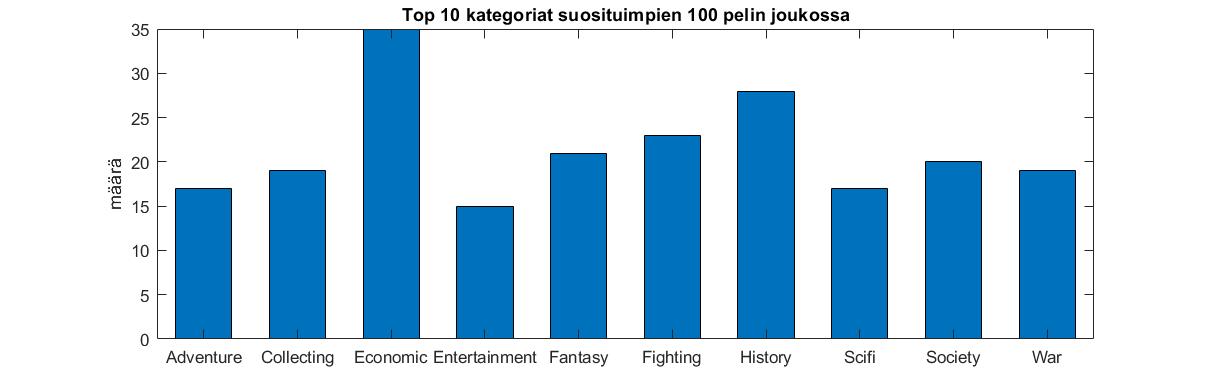 Top 10 kategoriat suosituimpien 100 pelin joukossa
35
30
25
20
15
10
5
0
määrä
Adventure Collecting Economic Entertainment Fantasy Fighting History Scifi Society War